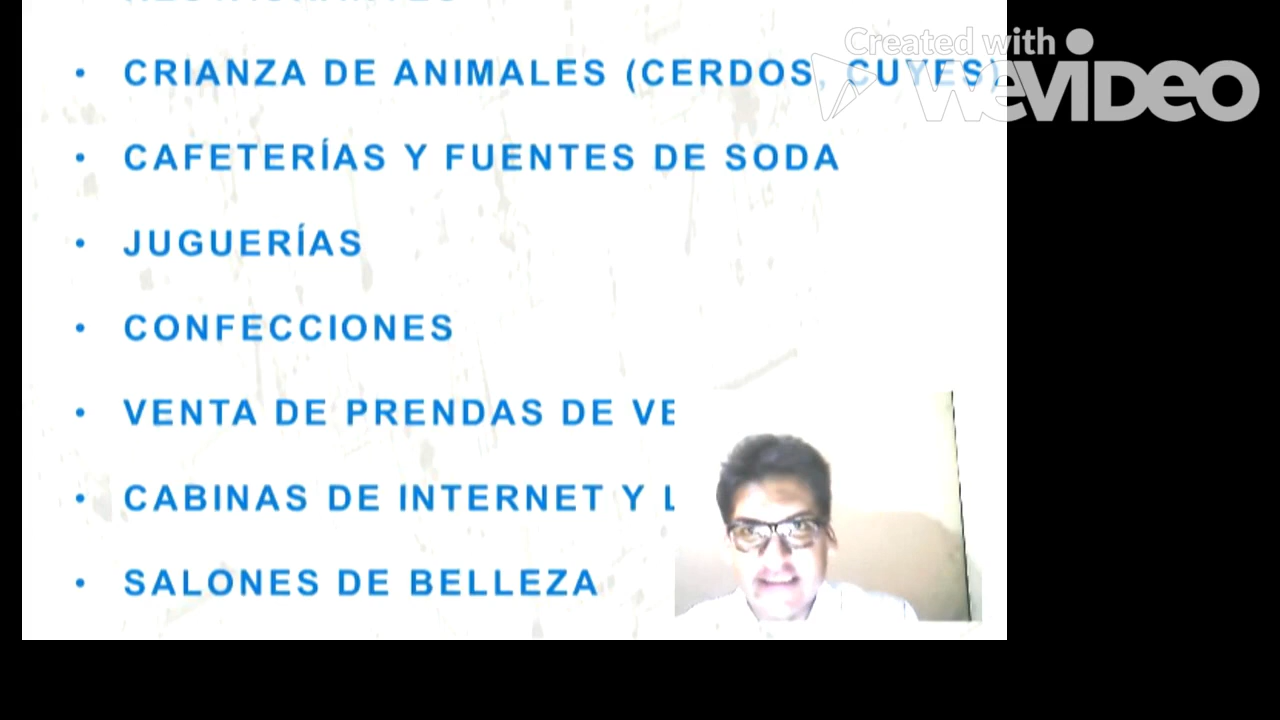 Created with
WEVIDEO
• CRIANZA DE ANIMALES (CERDOS, CUYES)
• CAFETERÍAS Y FUENTES DE SODA
• JUGUERÍAS
• CONFECCIONES
• VENTA DE PRENDAS DE
• CABINAS DE INTERNET Y
• SALONES DE BELLEZA